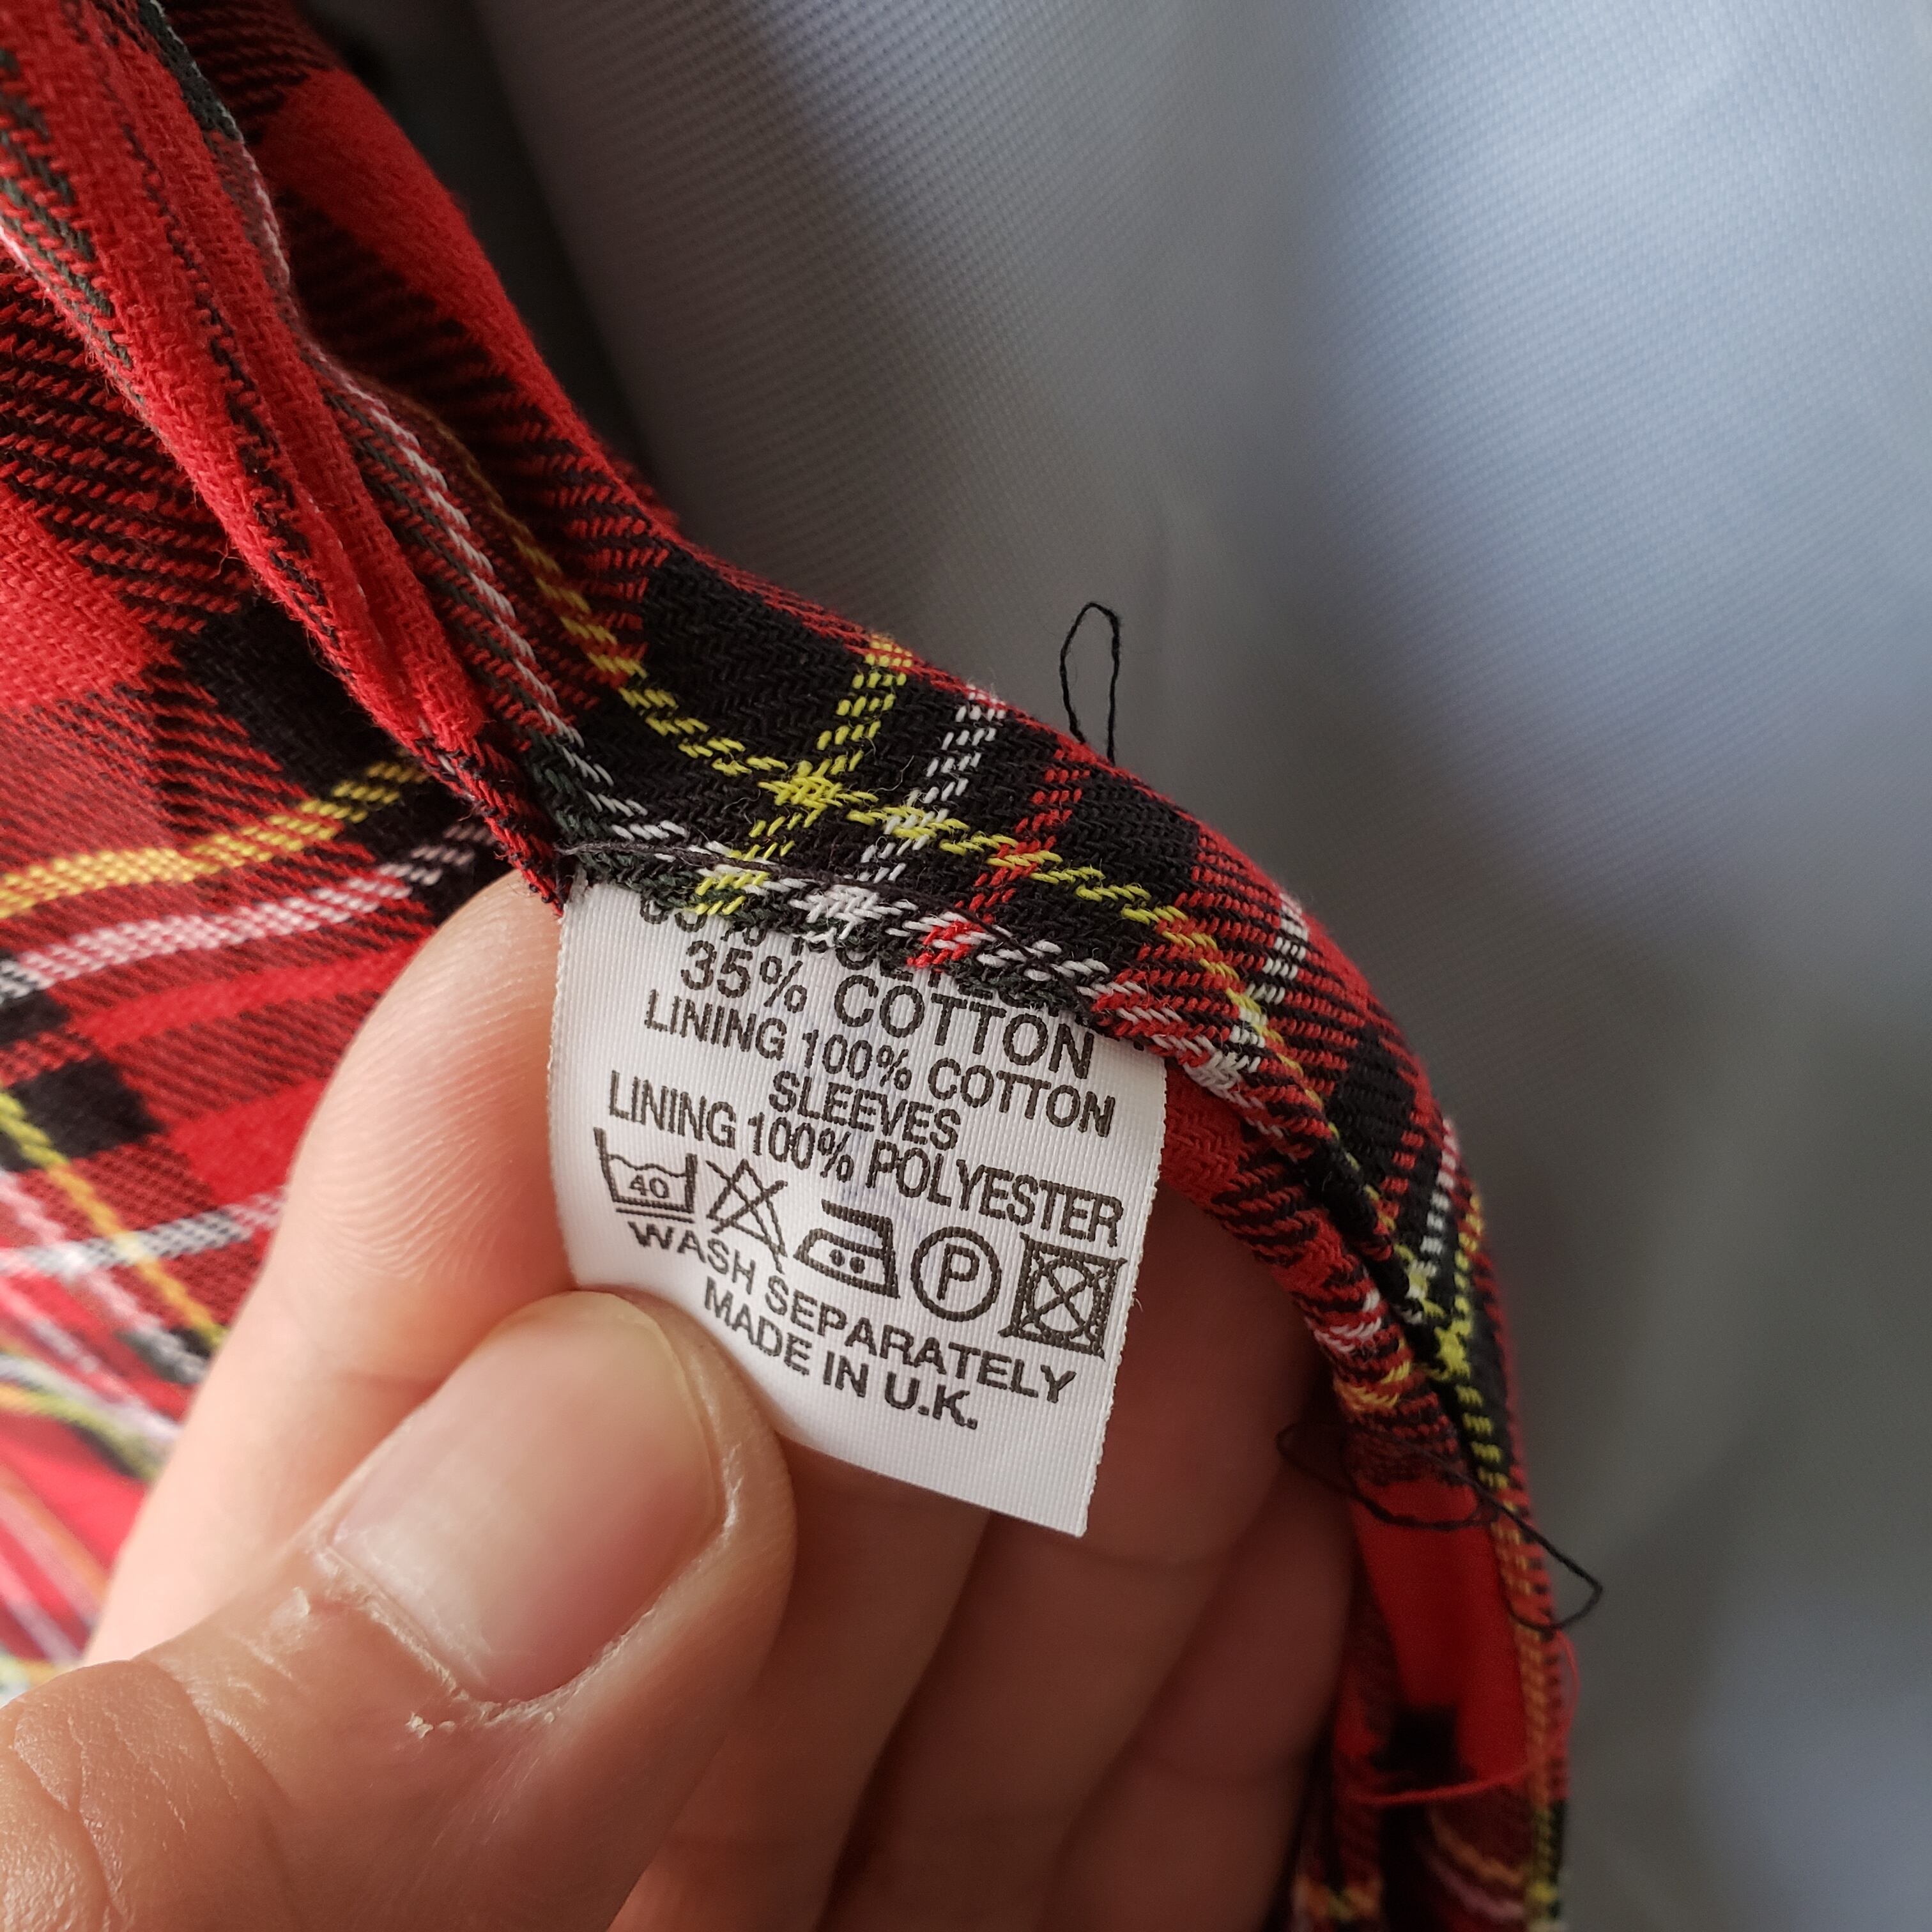 35% COTTON
LINING 100% COTTON
SLEEVES
LINING 100% POLYESTER
40
P
WASH SEPARATELY
MADE IN U.K.